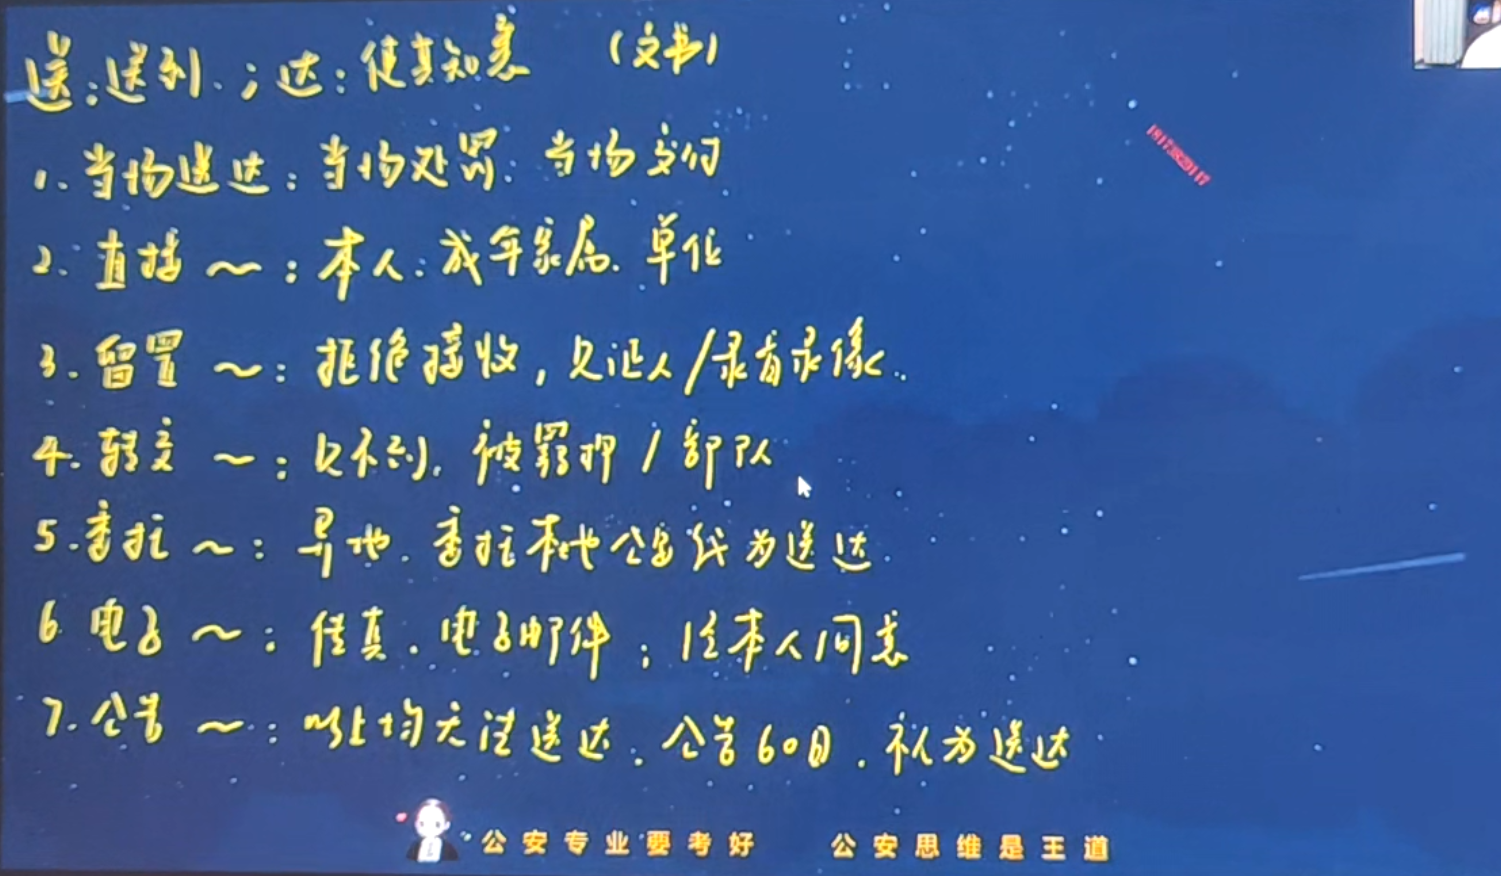 送：送到．；达：使其知悉 （文书）
18173829147
1. 当场送达：当场处罚．当场交付
2. 直接～：本人．成年家属．单位
3. 留置～：拒绝接收，见证人/录音录像．
4. 转交～：见不到．被羁押/部队
5. 委托～：异地．委托本地公安代为送达
6 电子～：传真．电子邮件；经本人同意
7. 公告～：以上均无法送达．公告60日．视为送达
公安专业要考好 公安思维是王道